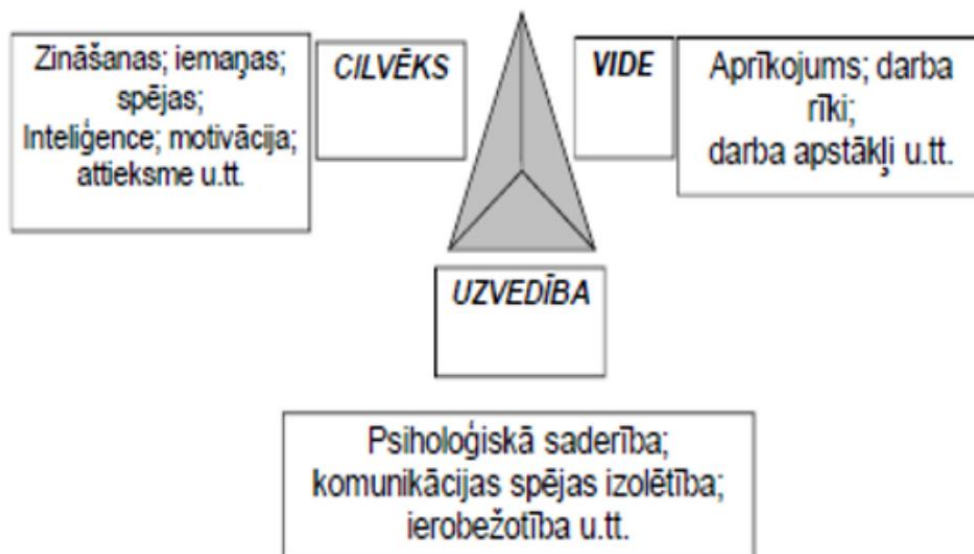 Zināšanas; iemaņas;
spējas;
Inteliģence; motivācija;
attieksme u.tt.
CILVĒKS
VIDE
Aprīkojums; darba
rīki;
darba apstākļi u.tt.
UZVEDĪBA
Psiholoģiskā saderība;
komunikācijas spējas izolētība;
ierobežotība u.tt.